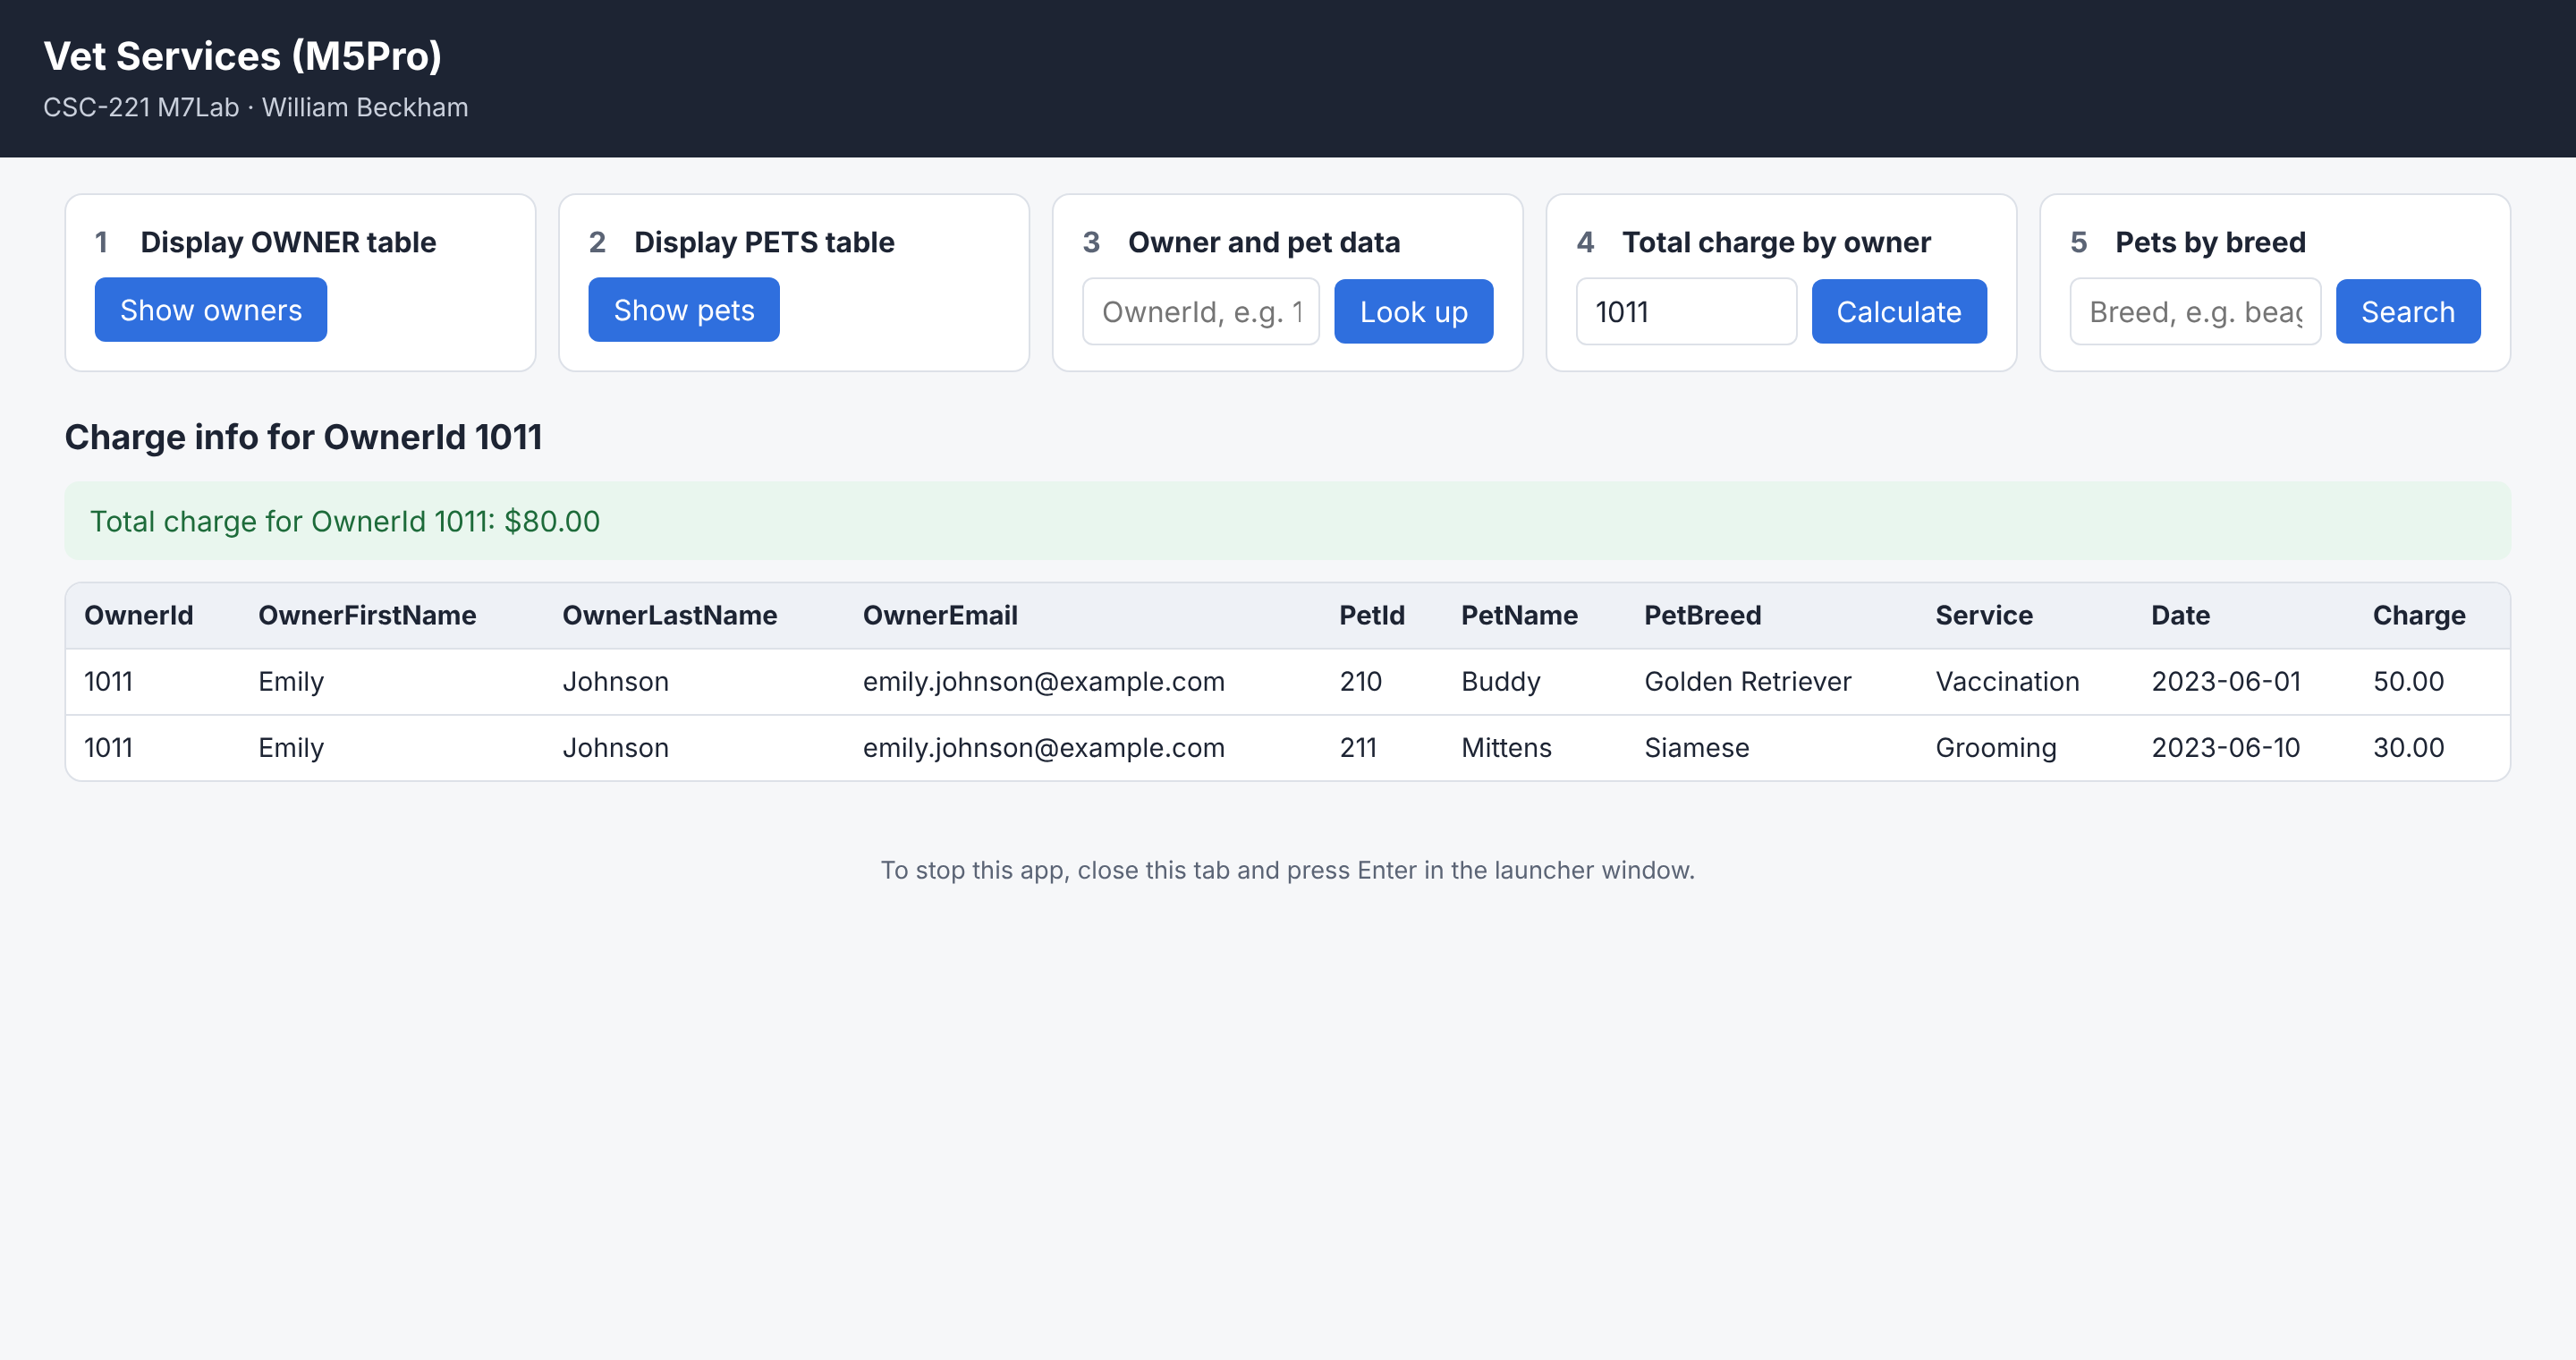 Vet Services (M5Pro)
CSC-221 M7Lab · William Beckham
1 Display OWNER table
Show owners
2 Display PETS table
Show pets
3 Owner and pet data
OwnerId, e.g. 1
Look up
4 Total charge by owner
1011
Calculate
5 Pets by breed
Breed, e.g. beag
Search
Charge info for OwnerId 1011
Total charge for OwnerId 1011: $80.00
OwnerId OwnerFirstName OwnerLastName OwnerEmail PetId PetName PetBreed Service Date Charge
1011 Emily Johnson emily.johnson@example.com 210 Buddy Golden Retriever Vaccination 2023-06-01 50.00
1011 Emily Johnson emily.johnson@example.com 211 Mittens Siamese Grooming 2023-06-10 30.00
To stop this app, close this tab and press Enter in the launcher window.